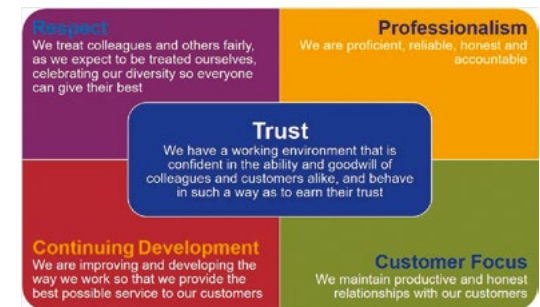 Respect
We treat colleagues and others fairly,
as we expect to be treated ourselves,
celebrating our diversity so everyone
can give their best
Professionalism
We are proficient, reliable, honest and
accountable
Trust
We have a working environment that is
confident in the ability and goodwill of
colleagues and customers alike, and behave
in such a way as to earn their trust
Continuing Development
We are improving and developing the
way we work so that we provide the
best possible service to our customers
Customer Focus
We maintain productive and honest
relationships with our customers